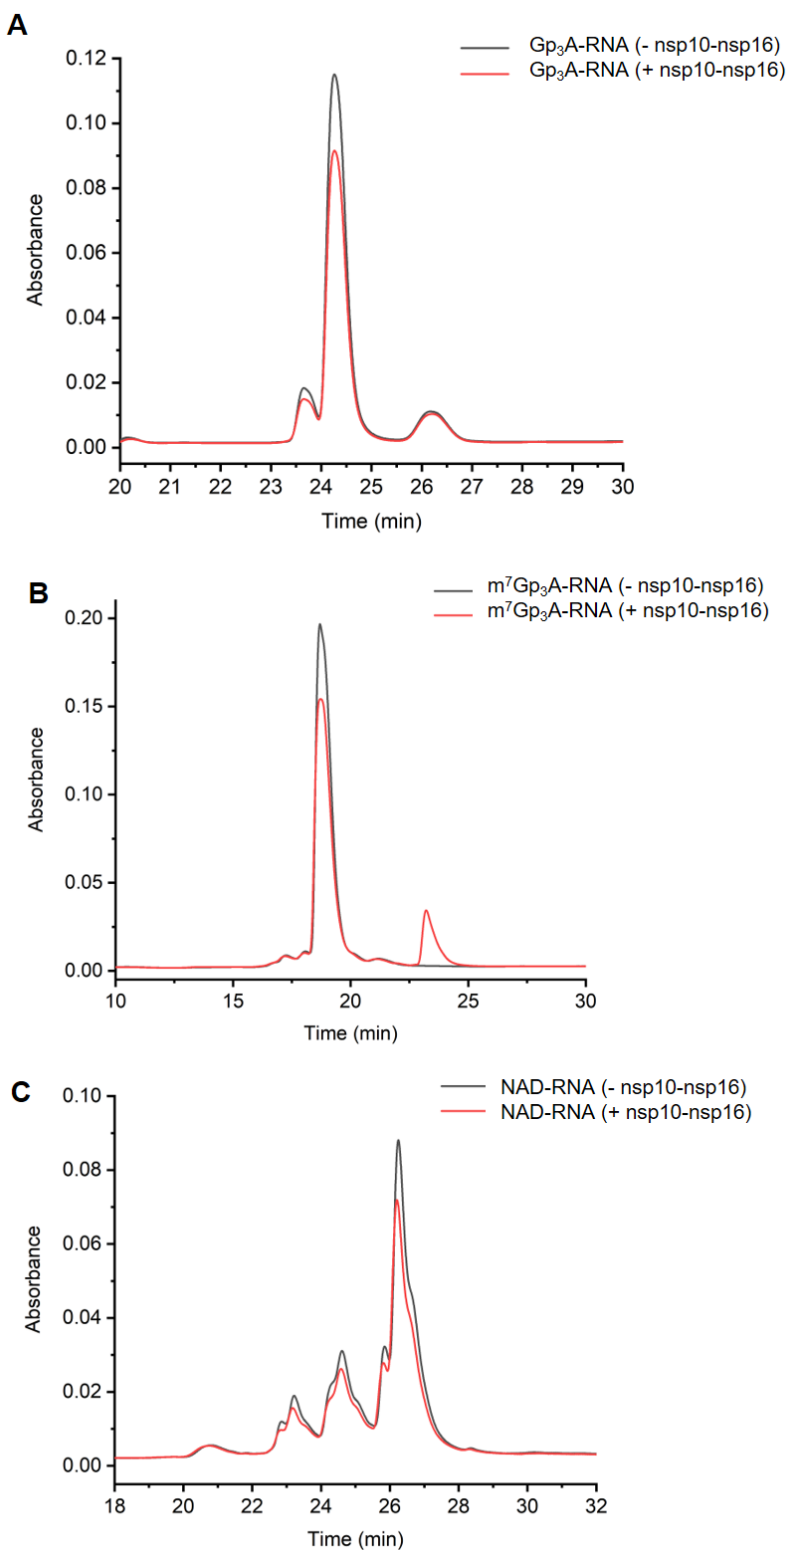 A
Gp₃A-RNA (- nsp10-nsp16)
Gp₃A-RNA (+ nsp10-nsp16)
0.12
0.10
0.08
0.06
0.04
0.02
0.00
Absorbance
20 21 22 23 24 25 26 27 28 29 30
Time (min)
B
m⁷Gp₃A-RNA (- nsp10-nsp16)
m⁷Gp₃A-RNA (+ nsp10-nsp16)
0.20
0.15
0.10
0.05
0.00
Absorbance
10 15 20 25 30
Time (min)
C
NAD-RNA (- nsp10-nsp16)
NAD-RNA (+ nsp10-nsp16)
0.10
0.08
0.06
0.04
0.02
0.00
Absorbance
18 20 22 24 26 28 30 32
Time (min)